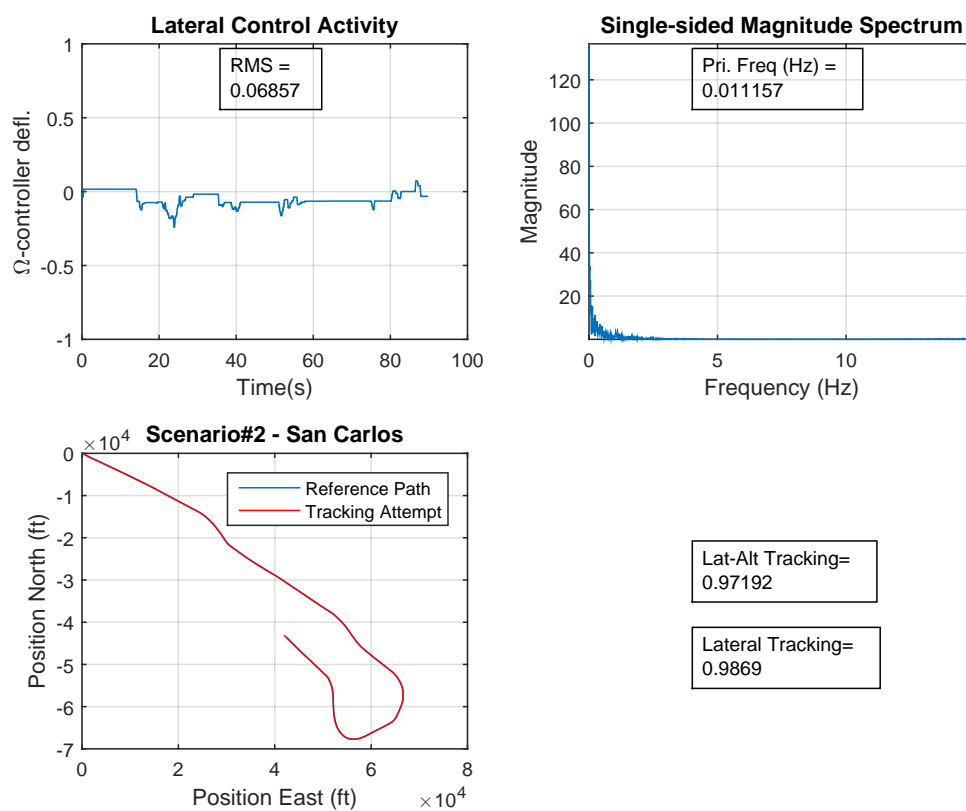 Lateral Control Activity
1
0.5
0
-0.5
-1
Ω-controller defl.
RMS =
0.06857
0 20 40 60 80 100
Time(s)
Single-sided Magnitude Spectrum
120
100
80
60
40
20
Magnitude
Pri. Freq (Hz) =
0.011157
0 5 10
Frequency (Hz)
Scenario#2 - San Carlos
×10⁴
0
-1
-2
-3
-4
-5
-6
-7
Position North (ft)
Reference Path
Tracking Attempt
0 2 4 6 8
Position East (ft)
×10⁴
Lat-Alt Tracking=
0.97192
Lateral Tracking=
0.9869